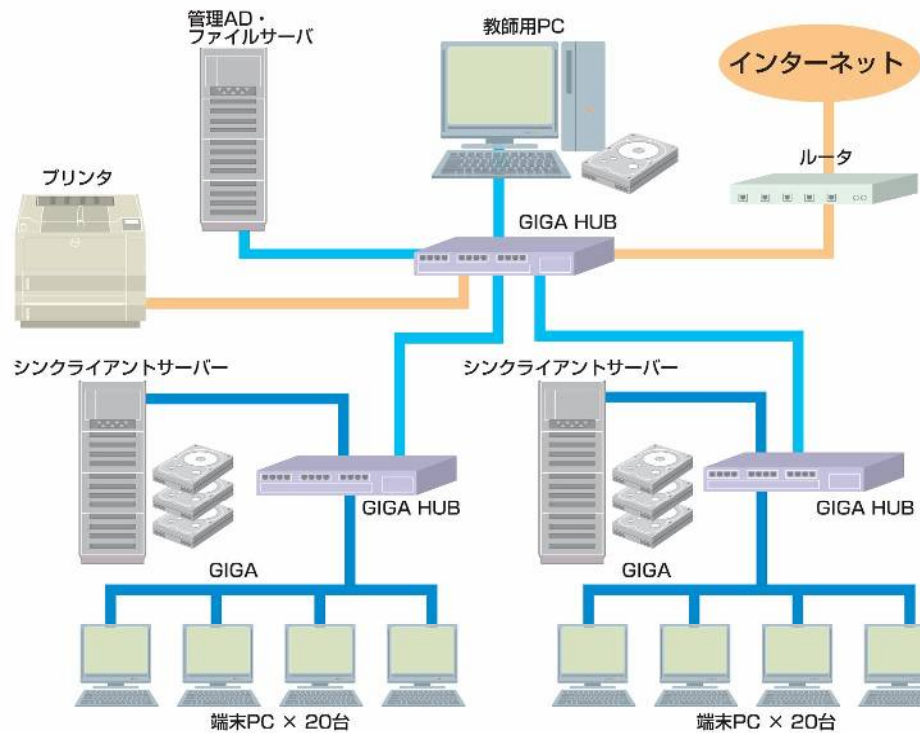 管理AD・
ファイルサーバ
教師用PC
インターネット
プリンタ
ルータ
GIGA HUB
シンクライアントサーバー
シンクライアントサーバー
GIGA HUB
GIGA HUB
GIGA
GIGA
端末PC × 20台
端末PC × 20台